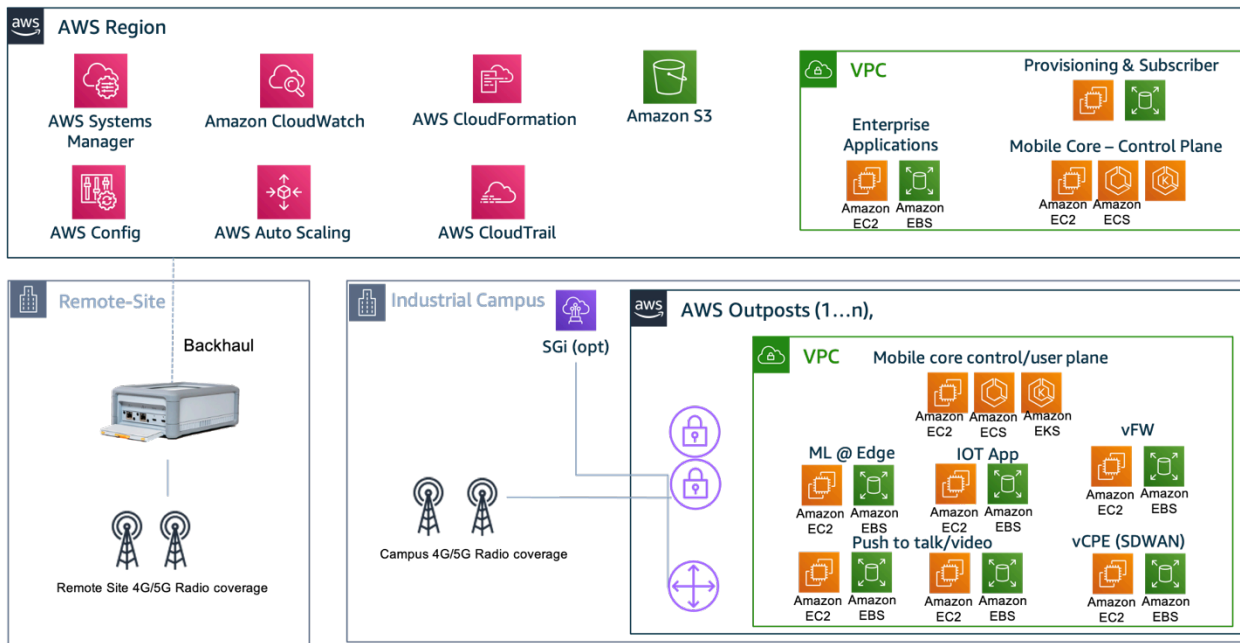 aws
AWS Region
AWS Systems
Manager
Amazon CloudWatch
AWS CloudFormation
Amazon S3
AWS Config
AWS Auto Scaling
AWS CloudTrail
VPC
Provisioning & Subscriber
Enterprise
Applications
Amazon
EC2
Amazon
EBS
Mobile Core – Control Plane
Amazon
EC2
Amazon
ECS
K
Remote-Site
Backhaul
Remote Site 4G/5G Radio coverage
Industrial Campus
SGi (opt)
Campus 4G/5G Radio coverage
aws
AWS Outposts (1...n),
VPC
Mobile core control/user plane
Amazon
EC2
Amazon
ECS
K
Amazon
EKS
ML @ Edge
Amazon
EC2
Amazon
EBS
IOT App
Amazon
EC2
Amazon
EBS
vFW
Amazon
EC2
Amazon
EBS
Push to talk/video
Amazon
EC2
Amazon
EBS
Amazon
EC2
Amazon
EBS
vCPE (SDWAN)
Amazon
EC2
Amazon
EBS